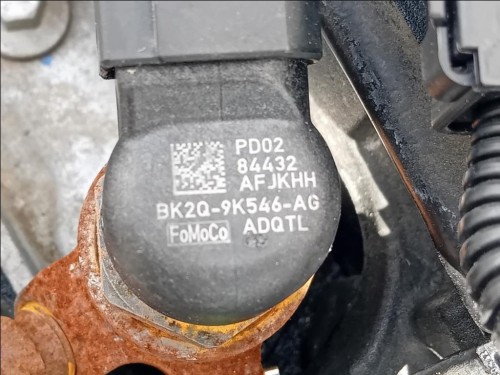 PD02
84432
AFJKHH
BK2Q-9K546-AG
FoMoCo ADQTL